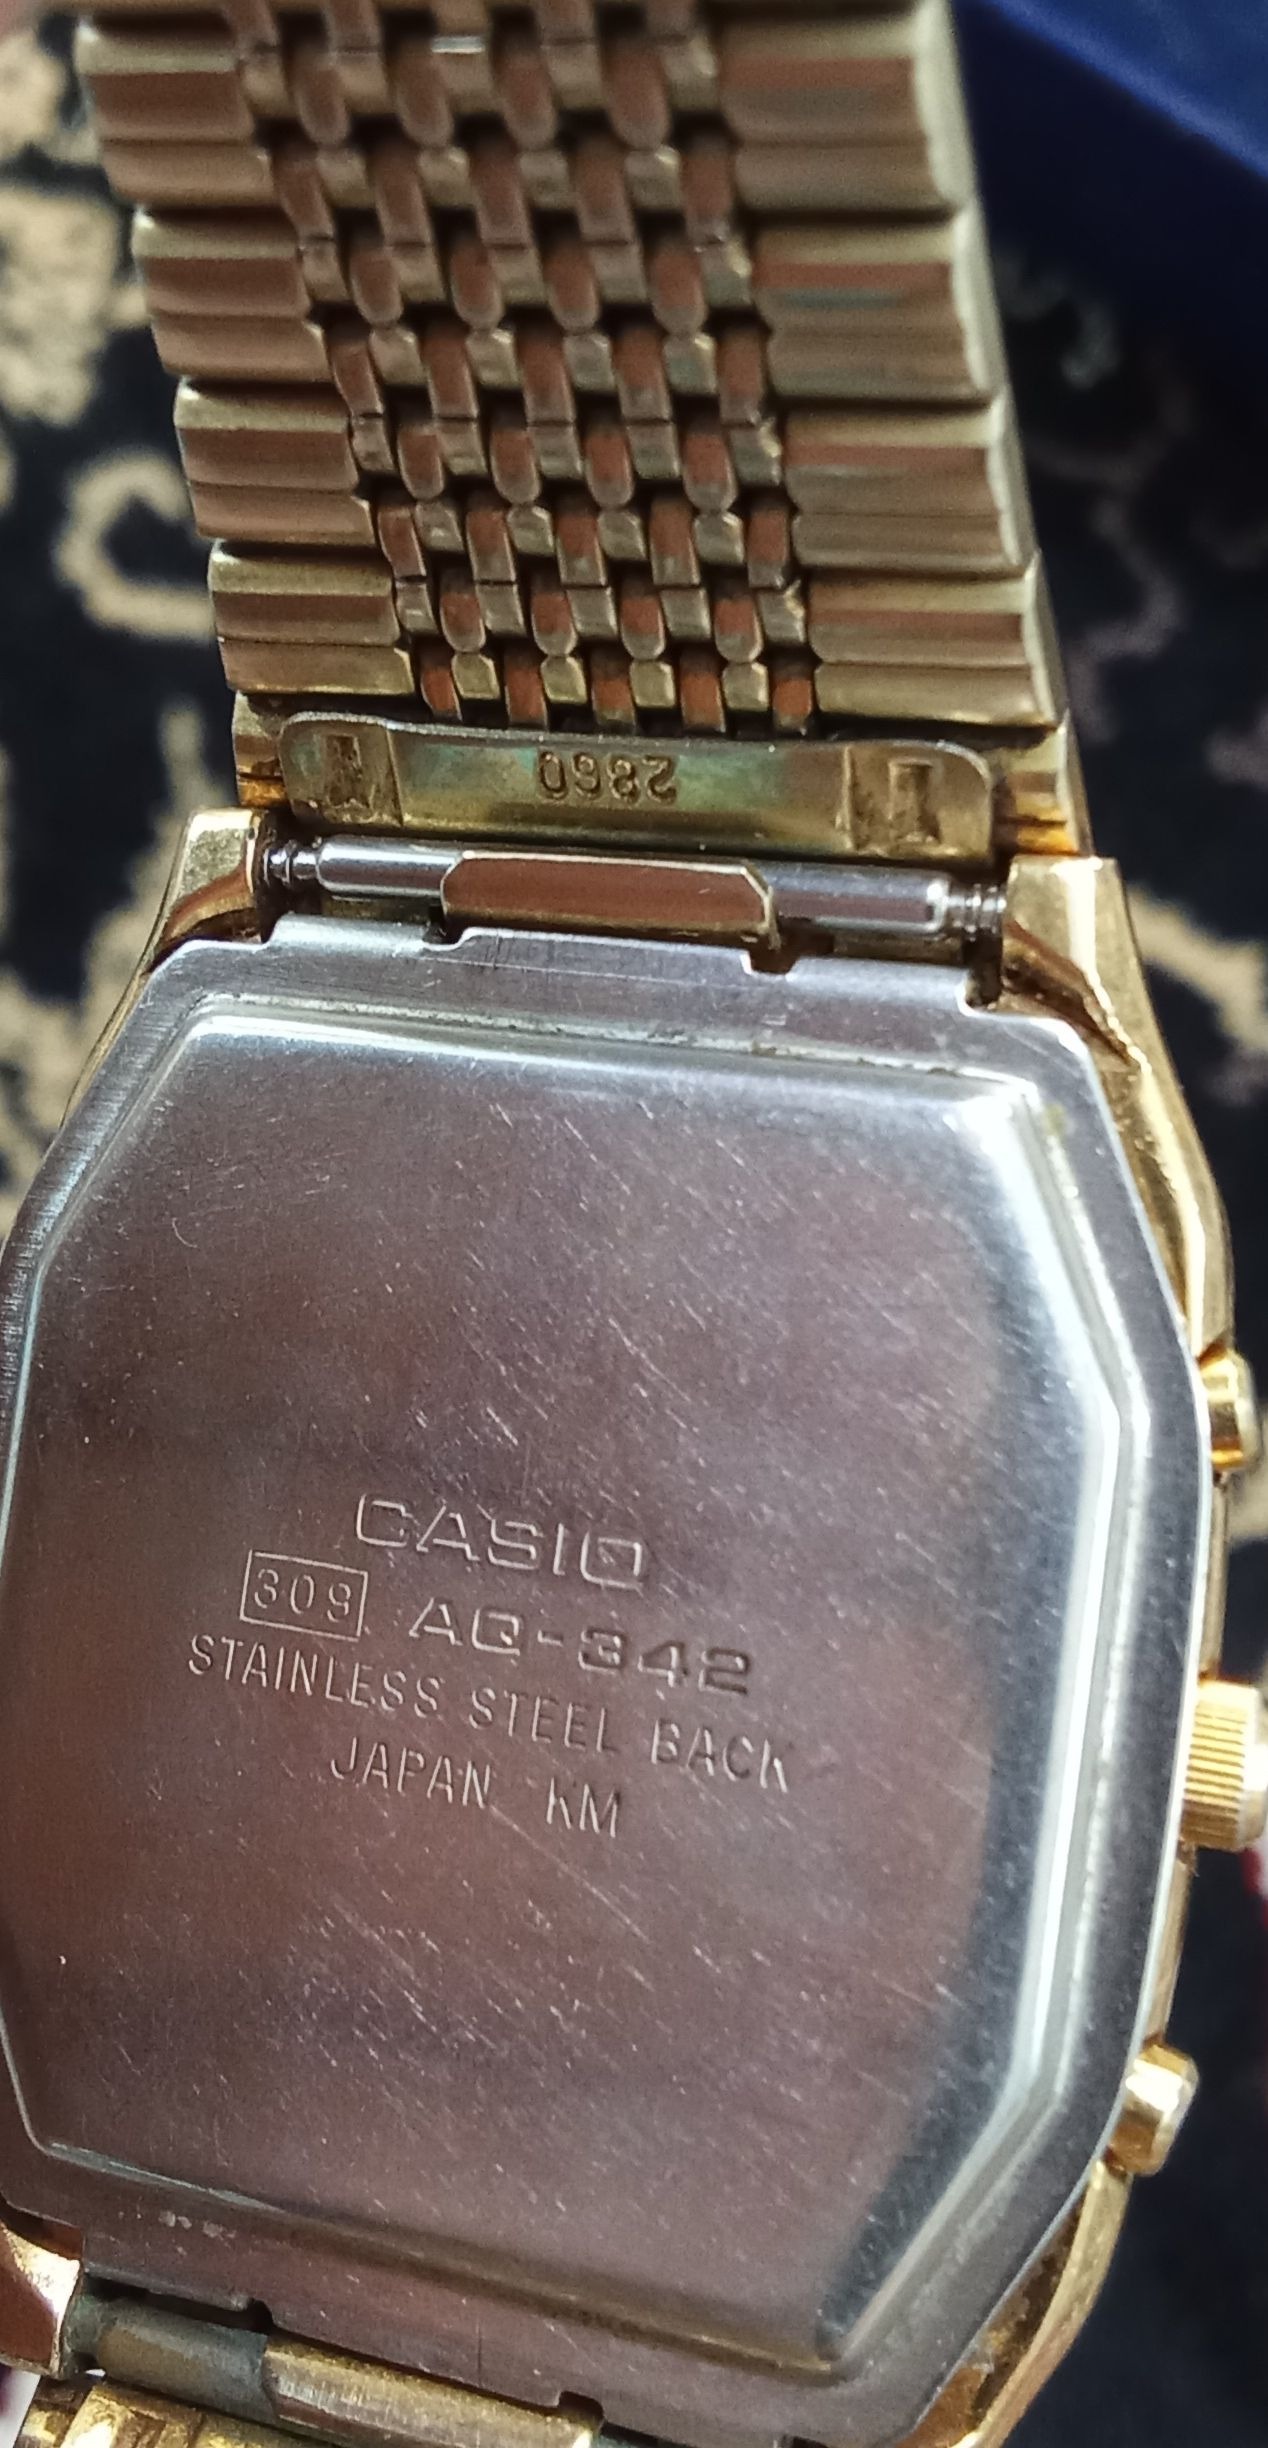 2860
CASIO
309 AQ-342
STAINLESS STEEL BACK
JAPAN KM